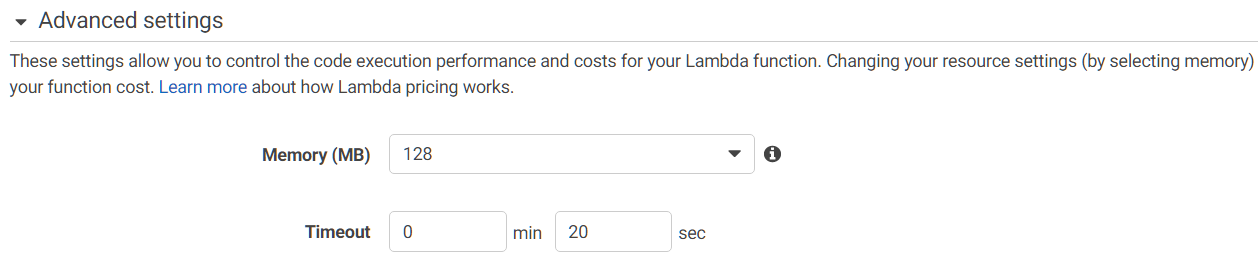 Advanced settings
These settings allow you to control the code execution performance and costs for your Lambda function. Changing your resource settings (by selecting memory)
your function cost. Learn more about how Lambda pricing works.
Memory (MB) 128
Timeout 0 min 20 sec